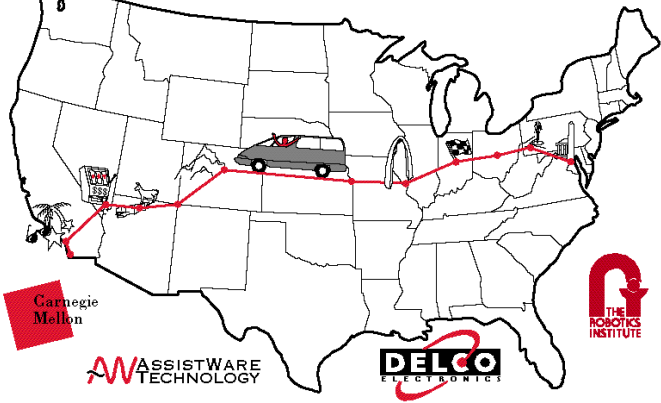 $$$
Carnegie
Mellon
ASSISTWARE
TECHNOLOGY
DELCO
ELECTRONICS
THE
ROBOTICS
INSTITUTE